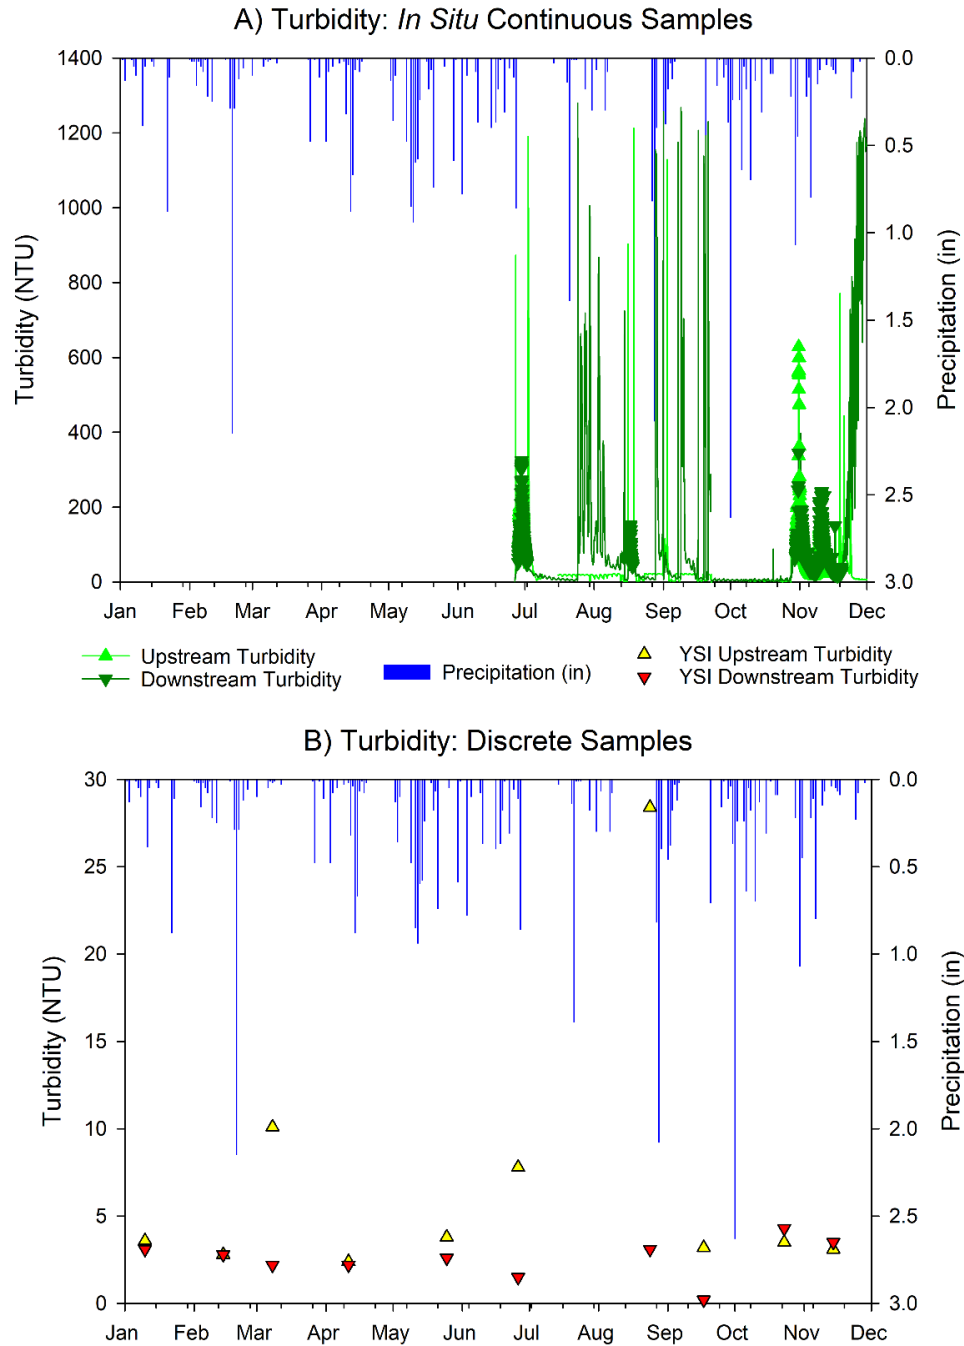 A) Turbidity: In Situ Continuous Samples
1400
1200
1000
800
600
400
200
0
Turbidity (NTU)
0.0
0.5
1.0
1.5
2.0
2.5
3.0
Precipitation (in)
Jan Feb Mar Apr May Jun Jul Aug Sep Oct Nov Dec
Upstream Turbidity
Downstream Turbidity
Precipitation (in)
YSI Upstream Turbidity
YSI Downstream Turbidity
B) Turbidity: Discrete Samples
30
25
20
15
10
5
0
Turbidity (NTU)
0.0
0.5
1.0
1.5
2.0
2.5
3.0
Precipitation (in)
Jan Feb Mar Apr May Jun Jul Aug Sep Oct Nov Dec